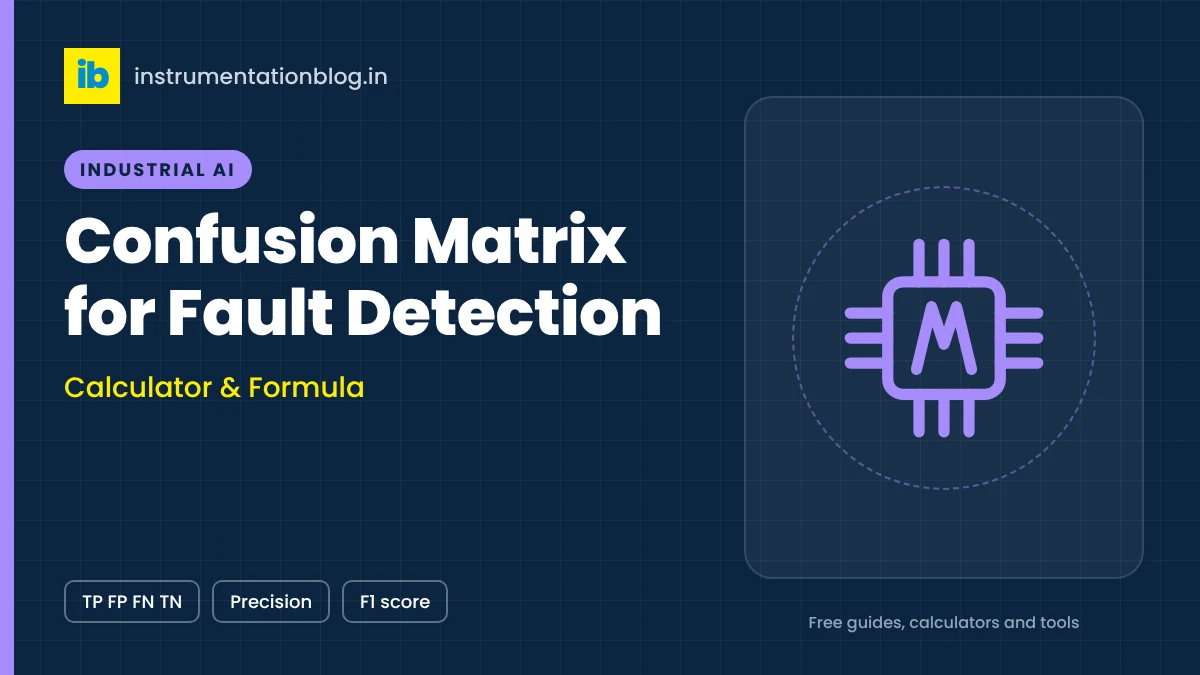 ib
instrumentationblog.in
INDUSTRIAL AI
Confusion Matrix
for Fault Detection
Calculator & Formula
M
TP FP FN TN
Precision
F1 score
Free guides, calculators and tools